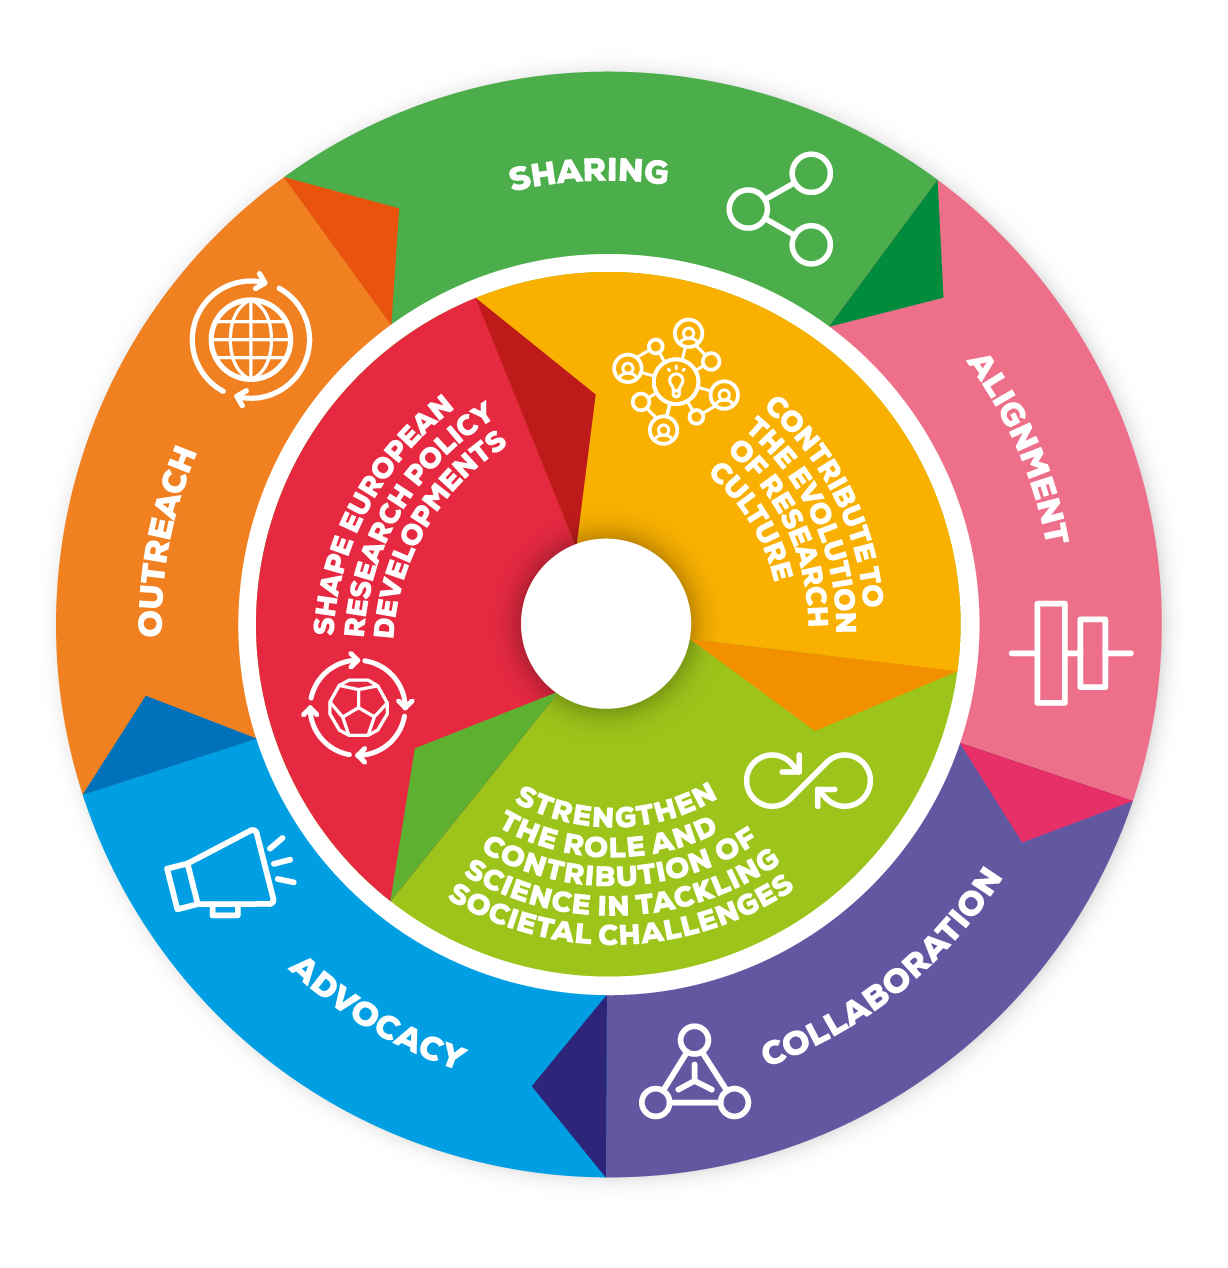 SHARING
ALIGNMENT
COLLABORATION
ADVOCACY
OUTREACH
SHAPE EUROPEAN
RESEARCH POLICY
DEVELOPMENTS
CONTRIBUTE TO
THE EVOLUTION
OF RESEARCH
CULTURE
STRENGTHEN
THE ROLE AND
CONTRIBUTION OF
SCIENCE IN TACKLING
SOCIETAL CHALLENGES